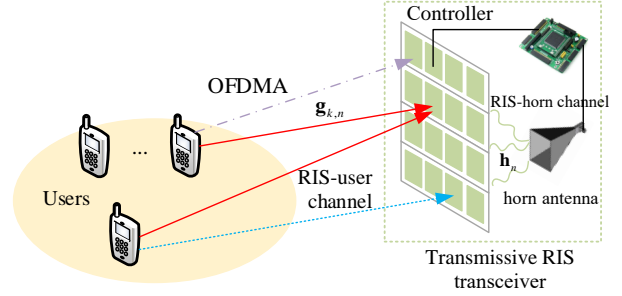 Controller
OFDMA
RIS-horn channel
g_{k,n}
...
h_n
Users
RIS-user
channel
horn antenna
Transmissive RIS
transceiver